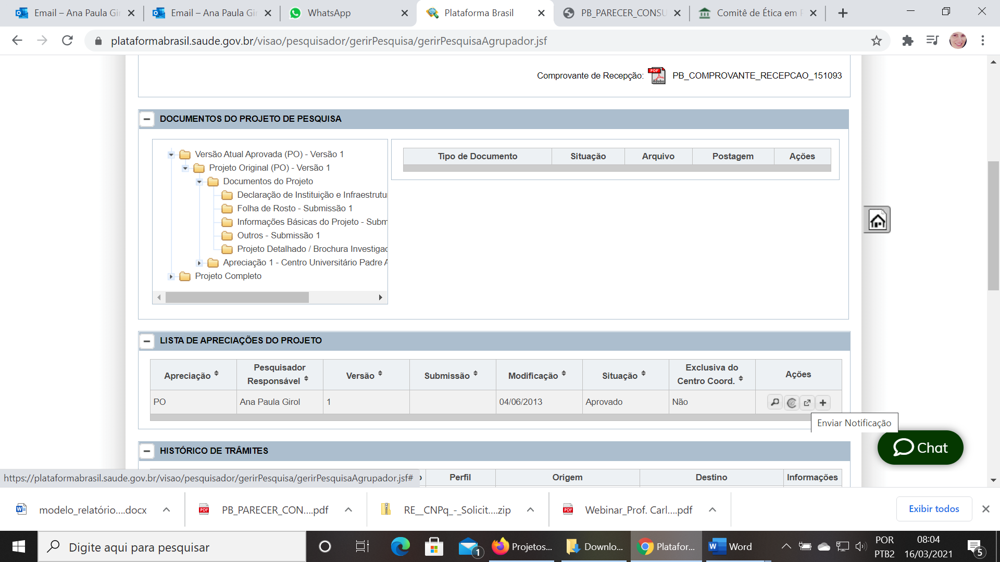 Email – Ana Paula Gir
Email – Ana Paula Gir
WhatsApp
Plataforma Brasil
PB_PARECER_CONSU
Comitê de Ética em P
plataformabrasil.saude.gov.br/visao/pesquisador/gerirPesquisa/gerirPesquisaAgrupador.jsf
Comprovante de Recepção: PDF Adobe PB_COMPROVANTE_RECEPCAO_151093
DOCUMENTOS DO PROJETO DE PESQUISA
Versão Atual Aprovada (PO) - Versão 1
Projeto Original (PO) - Versão 1
Documentos do Projeto
Declaração de Instituição e Infraestrutu
Folha de Rosto - Submissão 1
Informações Básicas do Projeto - Subm
Outros - Submissão 1
Projeto Detalhado / Brochura Investigad
Apreciação 1 - Centro Universitário Padre A
Projeto Completo
Tipo de Documento Situação Arquivo Postagem Ações
LISTA DE APRECIAÇÕES DO PROJETO
Apreciação Pesquisador Responsável Versão Submissão Modificação Situação Exclusiva do Centro Coord. Ações
PO Ana Paula Girol 1 04/06/2013 Aprovado Não
Enviar Notificação
Chat
HISTÓRICO DE TRÂMITES
https://plataformabrasil.saude.gov.br/visao/pesquisador/gerirPesquisa/gerirPesquisaAgrupador.jsf#
Perfil Origem Destino Informações
modelo_relatório....docx
PB_PARECER_CON....pdf
RE__CNPq_-_Solicit....zip
Webinar_Prof. Carl....pdf
Exibir todos
Digite aqui para pesquisar
1
Projetos...
Downlo...
Platafor...
Word
POR
PTB2
08:04
16/03/2021
5